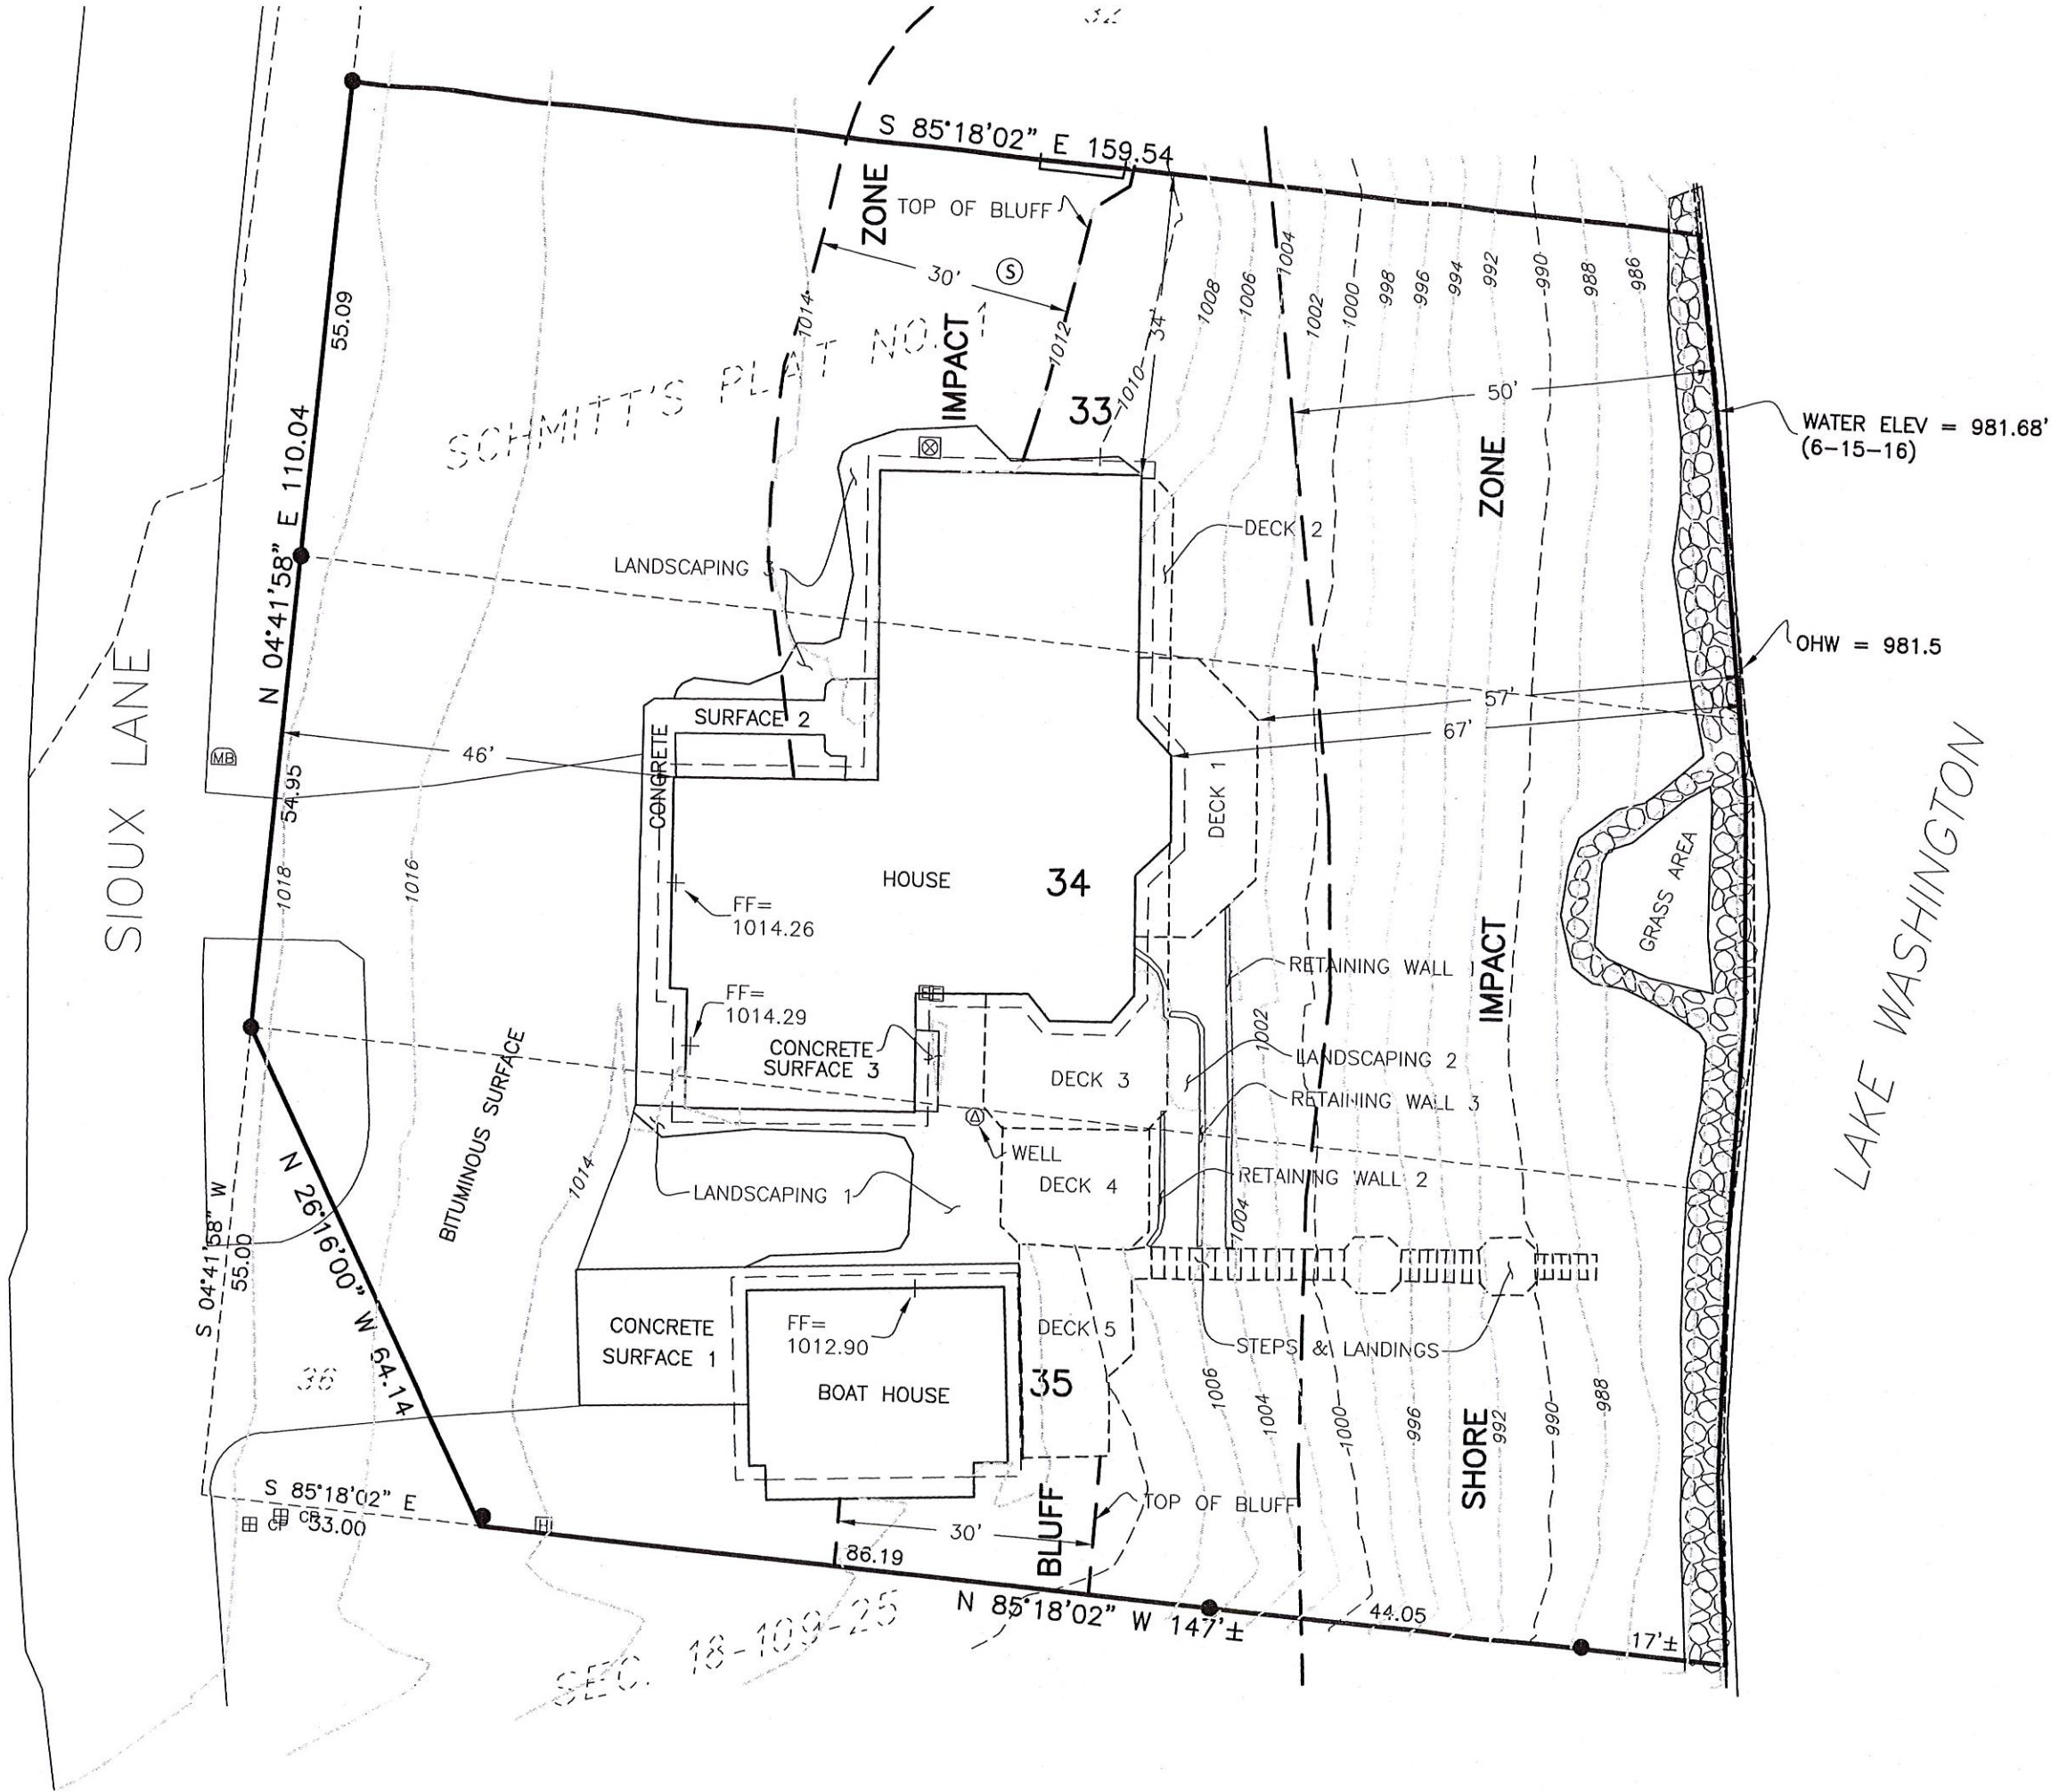 32
S 85°18'02" E 159.54
ZONE
TOP OF BLUFF
30'
S
IMPACT
SCHMITT'S PLAT NO. 1
1014
1012
1010
34'
33
1008
1006
1004
1002
1000
998
996
994
992
990
988
986
50'
ZONE
WATER ELEV = 981.68'
(6-15-16)
55.09
N 04°41'58" E 110.04
54.95
DECK 2
LANDSCAPING 3
OHW = 981.5
57'
67'
SURFACE 2
CONCRETE
46'
MB
SIOUX LANE
1018
1016
DECK 1
HOUSE
34
FF=
1014.26
GRASS AREA
LAKE WASHINGTON
RETAINING WALL
IMPACT
FF=
1014.29
E
CONCRETE
SURFACE 3
DECK 3
1002
LANDSCAPING 2
RETAINING WALL 3
BITUMINOUS SURFACE
WELL
DECK 4
RETAINING WALL 2
LANDSCAPING 1
1014
1004
N 26°16'00" W 64.14
S 04°41'58" W
55.00
36
CONCRETE
SURFACE 1
FF=
1012.90
BOAT HOUSE
DECK 5
35
STEPS & LANDINGS
1006
1004
1000
996
992
990
988
SHORE
S 85°18'02" E
33.00
CP
CP
H
BLUFF
TOP OF BLUFF
30'
86.19
N 85°18'02" W 147'±
44.05
17'±
SEC. 18-109-25